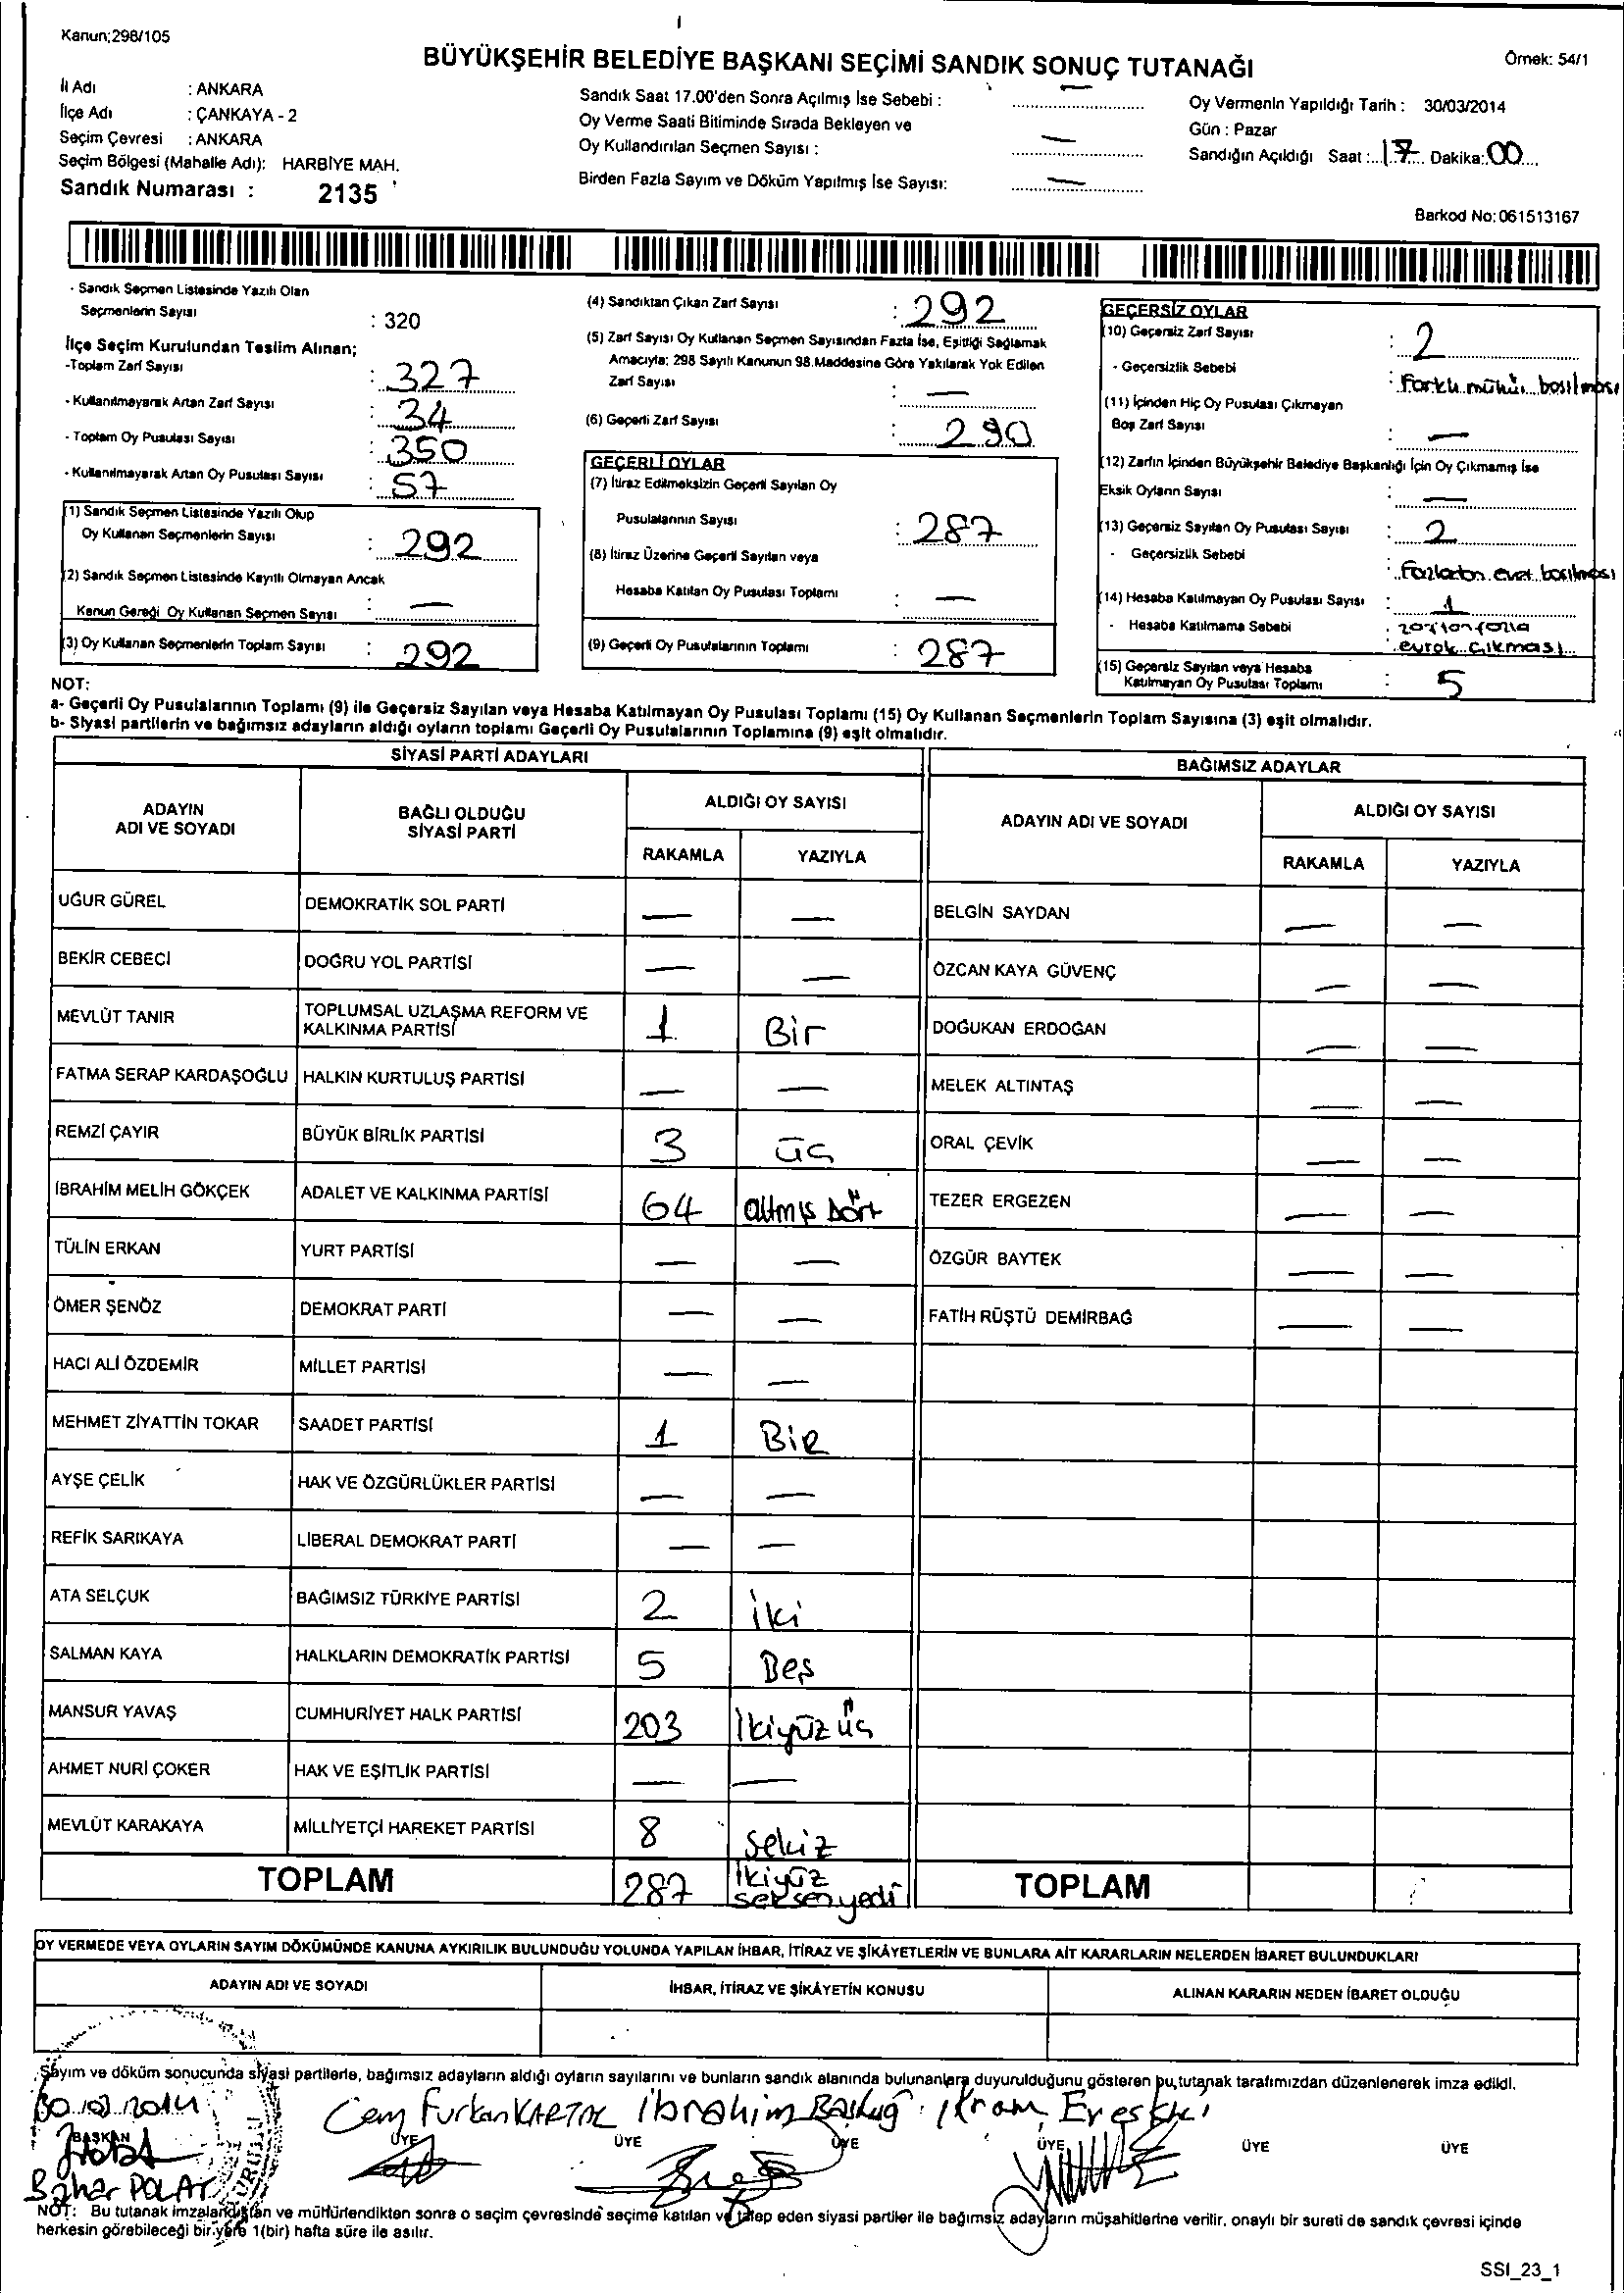 Kanun;298/105
BÜYÜKŞEHİR BELEDİYE BAŞKANI SEÇİMİ SANDIK SONUÇ TUTANAĞI
Örnek: 54/1
İl Adı : ANKARA
İlçe Adı : ÇANKAYA - 2
Seçim Çevresi : ANKARA
Seçim Bölgesi (Mahalle Adı): HARBİYE MAH.
Sandık Numarası : 2135
Sandık Saat 17.00'den Sonra Açılmış İse Sebebi : —
Oy Verme Saati Bitiminde Sırada Bekleyen ve
Oy Kullandırılan Seçmen Sayısı : —
Birden Fazla Sayım ve Döküm Yapılmış İse Sayısı: —
Oy Vermenin Yapıldığı Tarih : 30/03/2014
Gün : Pazar
Sandığın Açıldığı Saat : 17 Dakika: 00
Barkod No: 061513167
- Sandık Seçmen Listesinde Yazılı Olan
Seçmenlerin Sayısı : 320
İlçe Seçim Kurulundan Teslim Alınan;
-Toplam Zarf Sayısı : 327
- Kullanılmayarak Artan Zarf Sayısı : 34
- Toplam Oy Pusulası Sayısı : 350
- Kullanılmayarak Artan Oy Pusulası Sayısı : 57
(1) Sandık Seçmen Listesinde Yazılı Olup
Oy Kullanan Seçmenlerin Sayısı : 292
(2) Sandık Seçmen Listesinde Kayıtlı Olmayan Ancak
Kanun Gereği Oy Kullanan Seçmen Sayısı : —
(3) Oy Kullanan Seçmenlerin Toplam Sayısı : 292
(4) Sandıktan Çıkan Zarf Sayısı : 292
(5) Zarf Sayısı Oy Kullanan Seçmen Sayısından Fazla İse, Eşitliği Sağlamak
Amacıyla; 298 Sayılı Kanunun 98.Maddesine Göre Yakılarak Yok Edilen
Zarf Sayısı : —
(6) Geçerli Zarf Sayısı : 290
GEÇERLİ OYLAR
(7) İtiraz Edilmeksizin Geçerli Sayılan Oy
Pusulalarının Sayısı : 287
(8) İtiraz Üzerine Geçerli Sayılan veya
Hesaba Katılan Oy Pusulası Toplamı : —
(9) Geçerli Oy Pusulalarının Toplamı : 287
GEÇERSİZ OYLAR
(10) Geçersiz Zarf Sayısı : 2
- Geçersizlik Sebebi : Farklı mühür basılması
(11) İçinden Hiç Oy Pusulası Çıkmayan
Boş Zarf Sayısı : —
(12) Zarfın İçinden Büyükşehir Belediye Başkanlığı İçin Oy Çıkmamış İse
Eksik Oyların Sayısı : —
(13) Geçersiz Sayılan Oy Pusulası Sayısı : 2
- Geçersizlik Sebebi : Fazladan evet basılması
(14) Hesaba Katılmayan Oy Pusulası Sayısı : 1
- Hesaba Katılmama Sebebi :
evrak çıkması
(15) Geçersiz Sayılan veya Hesaba
Katılmayan Oy Pusulası Toplamı : 5
NOT:
a- Geçerli Oy Pusulalarının Toplamı (9) ile Geçersiz Sayılan veya Hesaba Katılmayan Oy Pusulası Toplamı (15) Oy Kullanan Seçmenlerin Toplam Sayısına (3) eşit olmalıdır.
b- Siyasi partilerin ve bağımsız adayların aldığı oyların toplamı Geçerli Oy Pusulalarının Toplamına (9) eşit olmalıdır.
SİYASİ PARTİ ADAYLARI
BAĞIMSIZ ADAYLAR
ADAYIN ADI VE SOYADI
BAĞLI OLDUĞU SİYASİ PARTİ
ALDIĞI OY SAYISI
RAKAMLA YAZIYLA
ADAYIN ADI VE SOYADI
ALDIĞI OY SAYISI
RAKAMLA YAZIYLA
UĞUR GÜREL DEMOKRATİK SOL PARTİ — — BELGİN SAYDAN — —
BEKİR CEBECİ DOĞRU YOL PARTİSİ — — ÖZCAN KAYA GÜVENÇ — —
MEVLÜT TANIR TOPLUMSAL UZLAŞMA REFORM VE KALKINMA PARTİSİ 1 Bir DOĞUKAN ERDOĞAN — —
FATMA SERAP KARDAŞOĞLU HALKIN KURTULUŞ PARTİSİ — — MELEK ALTINTAŞ — —
REMZİ ÇAYIR BÜYÜK BİRLİK PARTİSİ 3 üç ORAL ÇEVİK — —
İBRAHİM MELİH GÖKÇEK ADALET VE KALKINMA PARTİSİ 64 altmış Dört TEZER ERGEZEN — —
TÜLİN ERKAN YURT PARTİSİ — — ÖZGÜR BAYTEK — —
ÖMER ŞENÖZ DEMOKRAT PARTİ — — FATİH RÜŞTÜ DEMİRBAĞ — —
HACI ALİ ÖZDEMİR MİLLET PARTİSİ — —
MEHMET ZİYATTİN TOKAR SAADET PARTİSİ 1 BiR
AYŞE ÇELİK HAK VE ÖZGÜRLÜKLER PARTİSİ — —
REFİK SARIKAYA LİBERAL DEMOKRAT PARTİ — —
ATA SELÇUK BAĞIMSIZ TÜRKİYE PARTİSİ 2 iki
SALMAN KAYA HALKLARIN DEMOKRATİK PARTİSİ 5 Beş
MANSUR YAVAŞ CUMHURİYET HALK PARTİSİ 203 İkiyüz üç
AHMET NURİ ÇOKER HAK VE EŞİTLİK PARTİSİ — —
MEVLÜT KARAKAYA MİLLİYETÇİ HAREKET PARTİSİ 8 Sekiz
TOPLAM 287 İkiyüz seksenyedi TOPLAM
OY VERMEDE VEYA OYLARIN SAYIM DÖKÜMÜNDE KANUNA AYKIRILIK BULUNDUĞU YOLUNDA YAPILAN İHBAR, İTİRAZ VE ŞİKÂYETLERİN VE BUNLARA AİT KARARLARIN NELERDEN İBARET BULUNDUKLARI
ADAYIN ADI VE SOYADI İHBAR, İTİRAZ VE ŞİKÂYETİN KONUSU ALINAN KARARIN NEDEN İBARET OLDUĞU
Sayım ve döküm sonucunda siyasi partilerle, bağımsız adayların aldığı oyların sayılarını ve bunların sandık alanında bulunanlara duyurulduğunu gösteren bu tutanak tarafımızdan düzenlenerek imza edildi.
30.03.2014 Cem Furkan KARTAL İbrahim Başbuğ İkram Ereskici
BAŞKAN ÜYE ÜYE ÜYE ÜYE ÜYE ÜYE
Bahar POLAT
NOT: Bu tutanak imzalandıktan ve mühürlendikten sonra o seçim çevresinde seçime katılan ve talep eden siyasi partiler ile bağımsız adayların müşahitlerine verilir, onaylı bir sureti de sandık çevresi içinde
herkesin görebileceği bir yere 1(bir) hafta süre ile asılır.
SSI_23_1